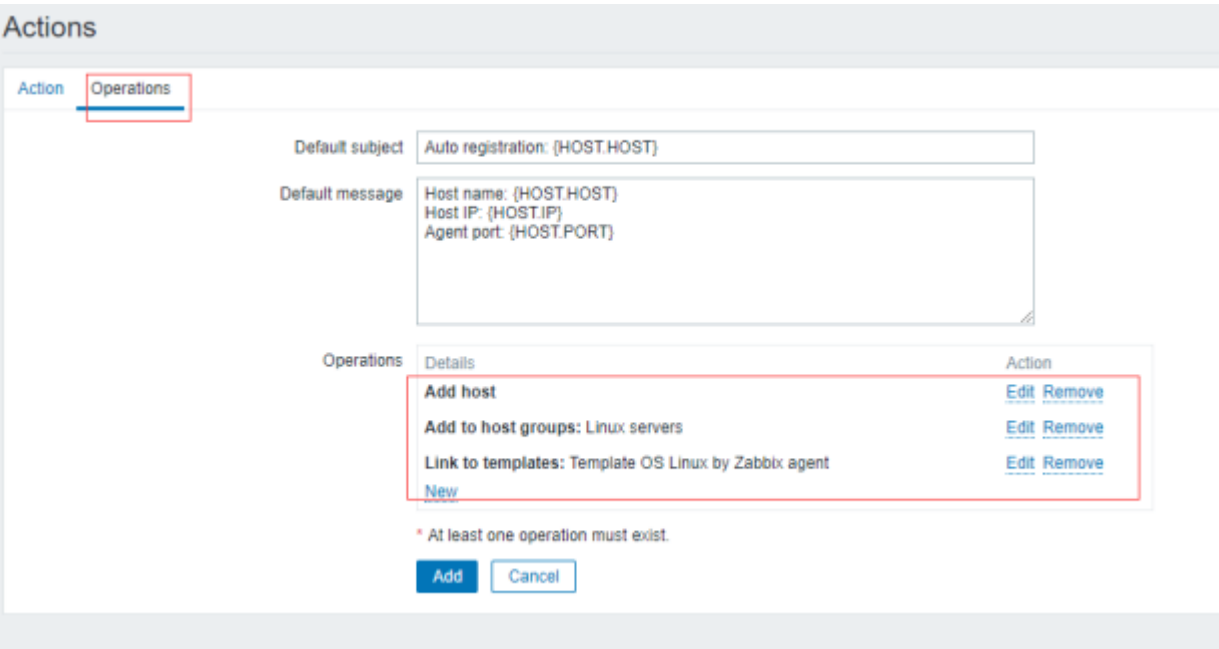 Actions
Action Operations
Default subject Auto registration: {HOST.HOST}
Default message Host name: {HOST.HOST}
Host IP: {HOST.IP}
Agent port: {HOST.PORT}
Operations Details Action
Add host Edit Remove
Add to host groups: Linux servers Edit Remove
Link to templates: Template OS Linux by Zabbix agent Edit Remove
New
* At least one operation must exist.
Add Cancel